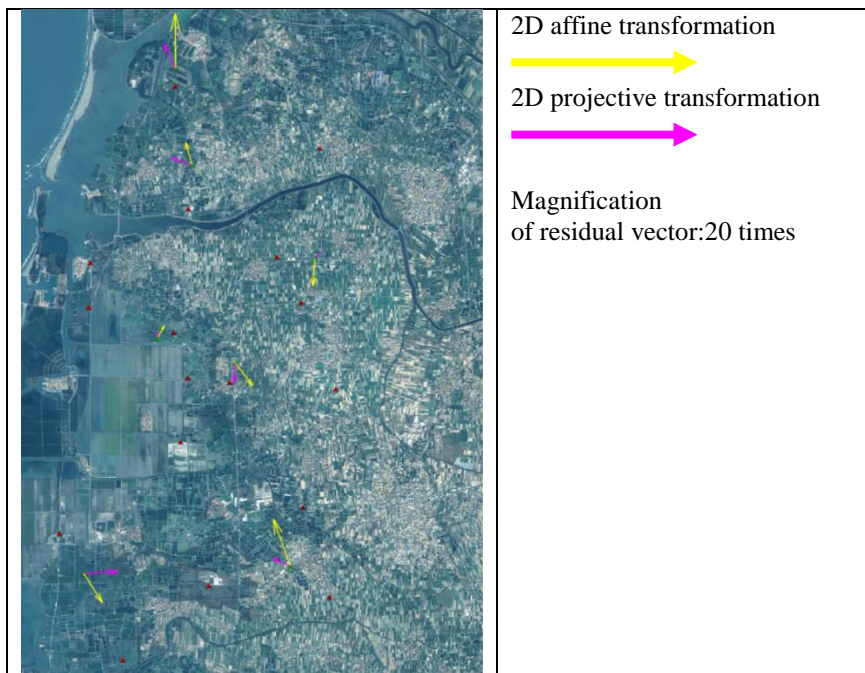 2D affine transformation
2D projective transformation
Magnification
of residual vector:20 times